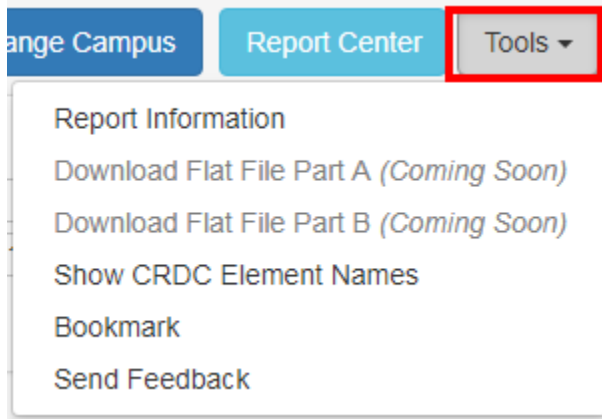 ange Campus
Report Center
Tools
Report Information
Download Flat File Part A (Coming Soon)
Download Flat File Part B (Coming Soon)
Show CRDC Element Names
Bookmark
Send Feedback